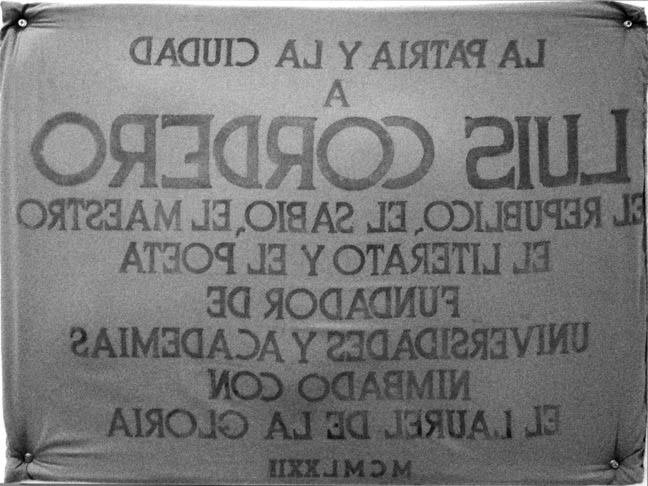 LA PATRIA Y LA CIUDAD
A
LUIS CORDERO
EL REPUBLICO, EL SABIO, EL MAESTRO
EL LITERATO Y EL POETA
FUNDADOR DE
UNIVERSIDADES Y ACADEMIAS
NIMBADO CON
EL LAUREL DE LA GLORIA
MCMLXXII